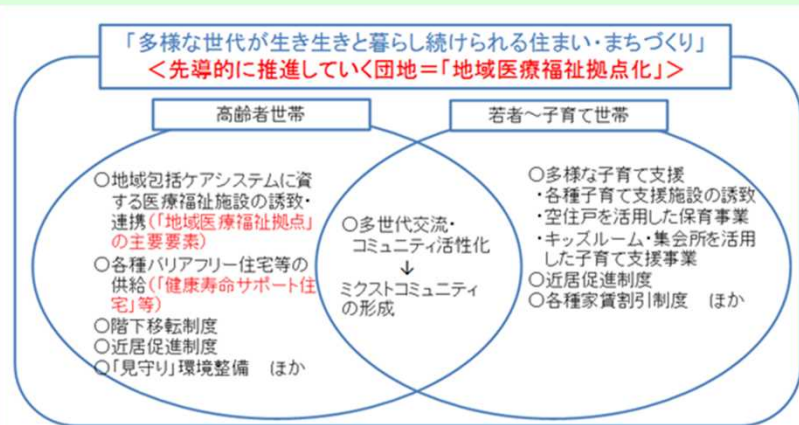 「多様な世代が生き生きと暮らし続けられる住まい・まちづくり」
＜先導的に推進していく団地＝「地域医療福祉拠点化」＞
高齢者世帯
〇地域包括ケアシステムに資
する医療福祉施設の誘致・
連携(「地域医療福祉拠点」
の主要要素)
〇各種バリアフリー住宅等の
供給(「健康寿命サポート住
宅」等)
〇階下移転制度
〇近居促進制度
〇「見守り」環境整備　ほか
〇多世代交流・
コミュニティ活性化
↓
ミクストコミュニティ
の形成
若者～子育て世帯
〇多様な子育て支援
・各種子育て支援施設の誘致
・空住戸を活用した保育事業
・キッズルーム・集会所を活用
した子育て支援事業
〇近居促進制度
〇各種家賃割引制度　ほか